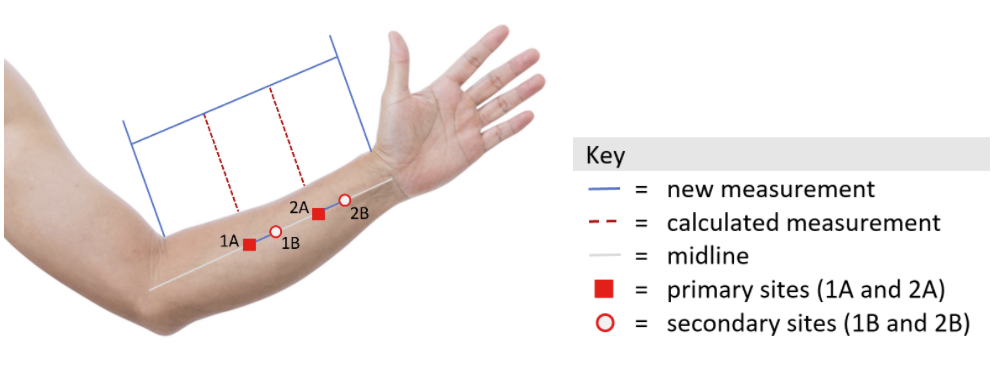 2A
2B
1A
1B
Key
= new measurement
= calculated measurement
= midline
= primary sites (1A and 2A)
= secondary sites (1B and 2B)